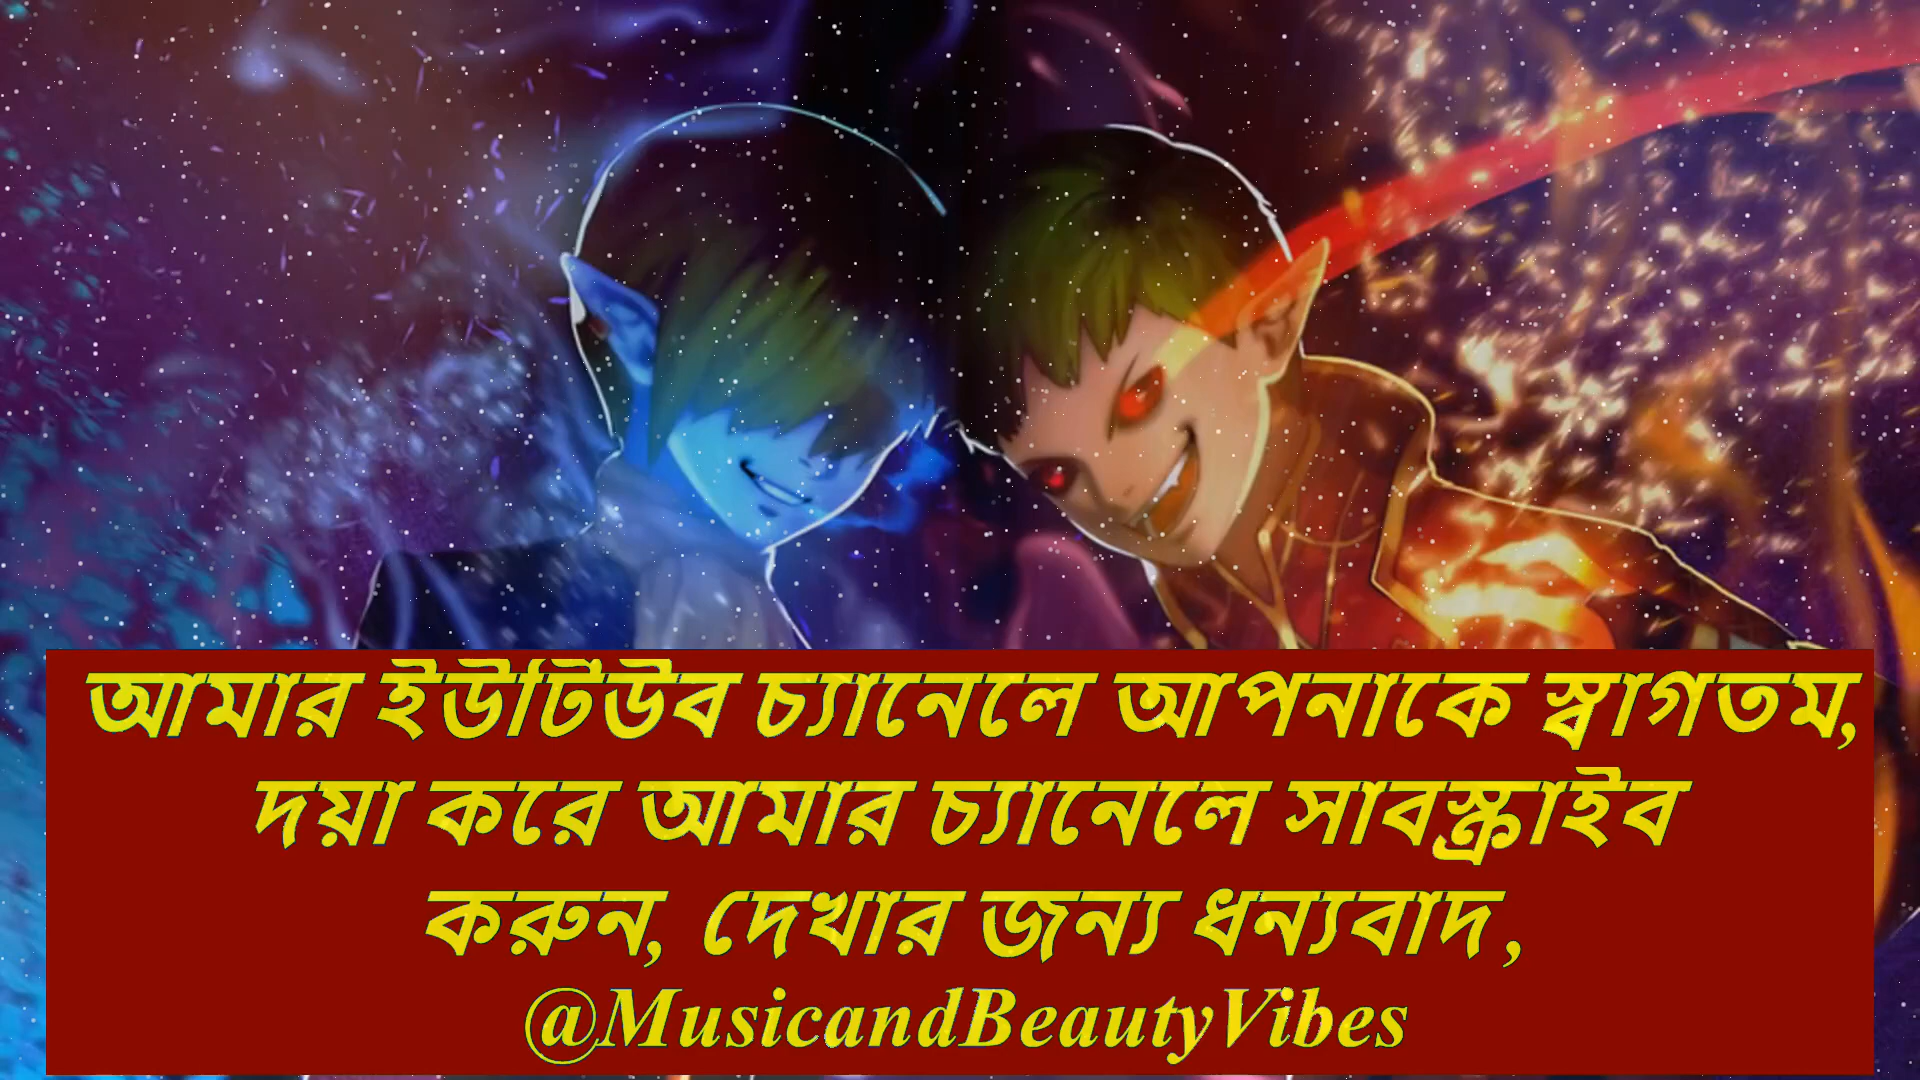 আমার ইউটিউব চ্যানেলে আপনাকে স্বাগতম,
দয়া করে আমার চ্যানেলে সাবস্ক্রাইব
করুন, দেখার জন্য ধন্যবাদ,
@MusicandBeautyVibes